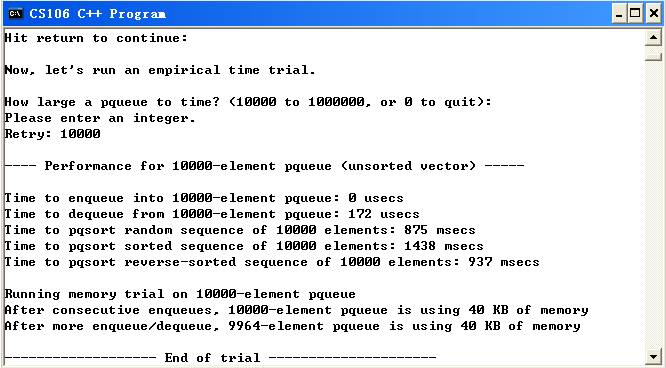 CS106 C++ Program
Hit return to continue:
Now, let's run an empirical time trial.
How large a pqueue to time? (10000 to 1000000, or 0 to quit):
Please enter an integer.
Retry: 10000
---- Performance for 10000-element pqueue (unsorted vector) -----
Time to enqueue into 10000-element pqueue: 0 usecs
Time to dequeue from 10000-element pqueue: 172 usecs
Time to pqsort random sequence of 10000 elements: 875 msecs
Time to pqsort sorted sequence of 10000 elements: 1438 msecs
Time to pqsort reverse-sorted sequence of 10000 elements: 937 msecs
Running memory trial on 10000-element pqueue
After consecutive enqueues, 10000-element pqueue is using 40 KB of memory
After more enqueue/dequeue, 9964-element pqueue is using 40 KB of memory
------------------- End of trial ---------------------